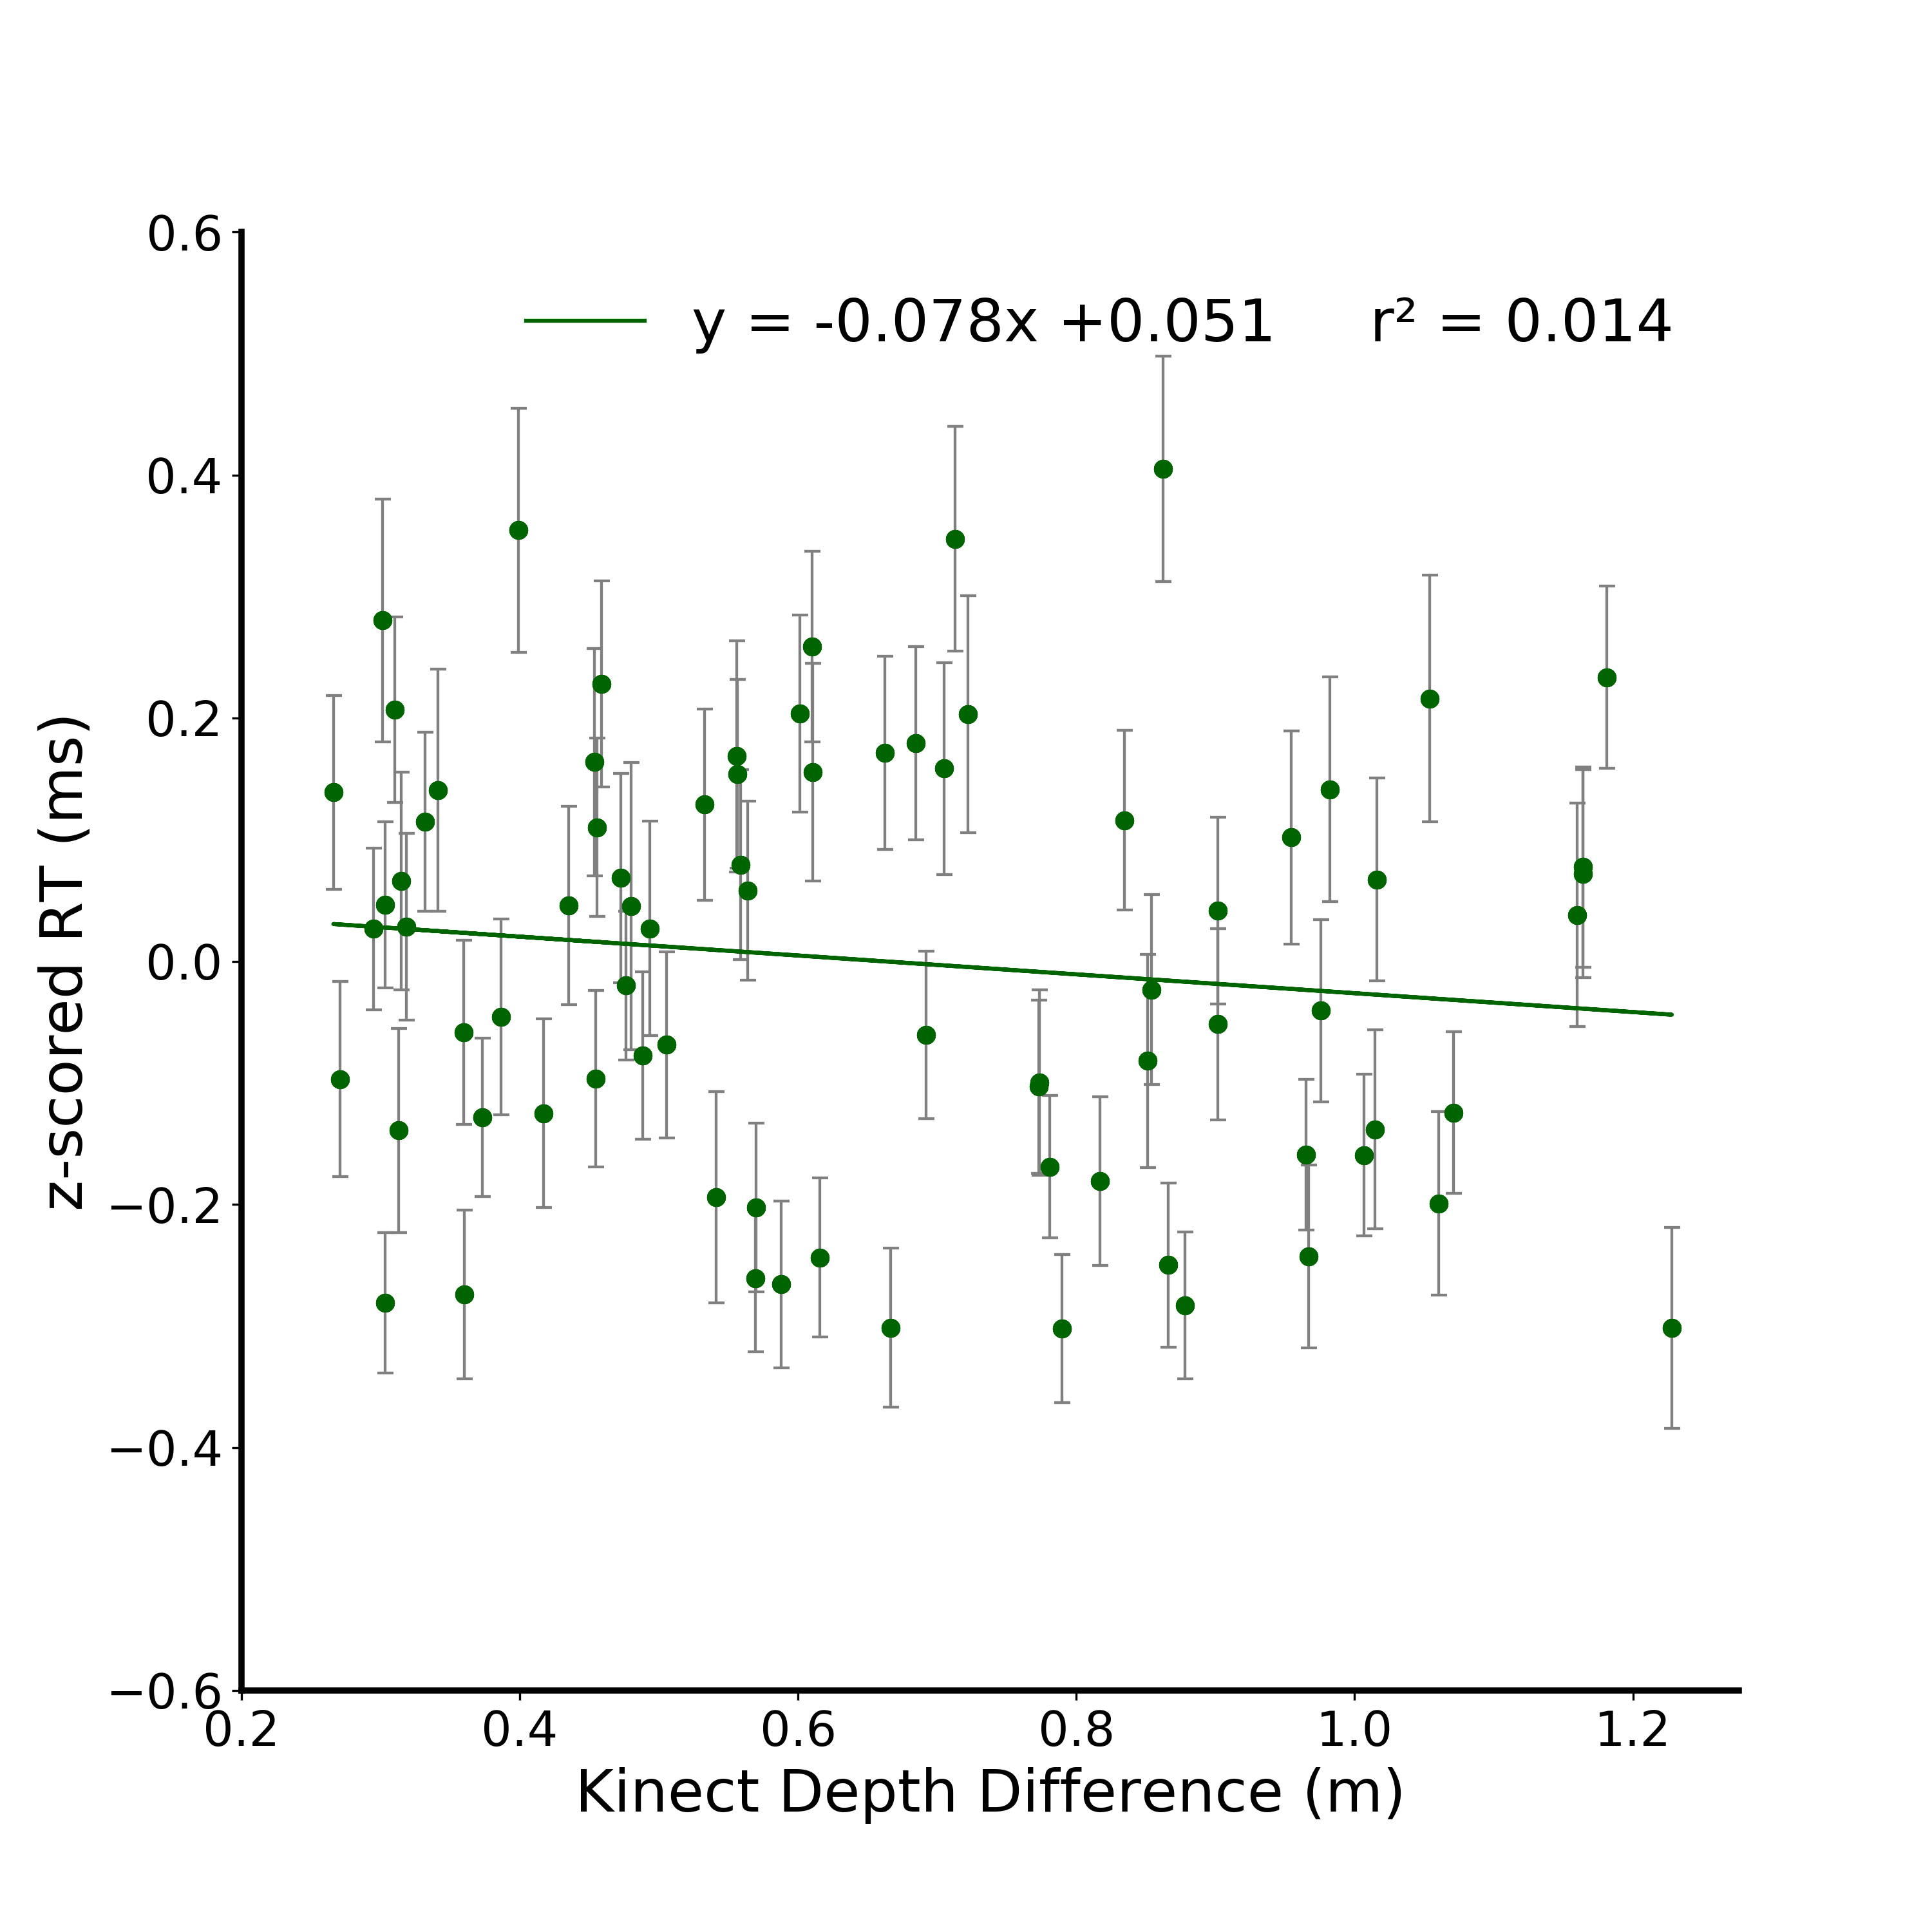 y = -0.078x +0.051 r² = 0.014
z-scored RT (ms)
0.6
0.4
0.2
0.0
−0.2
−0.4
−0.6
0.2 0.4 0.6 0.8 1.0 1.2
Kinect Depth Difference (m)